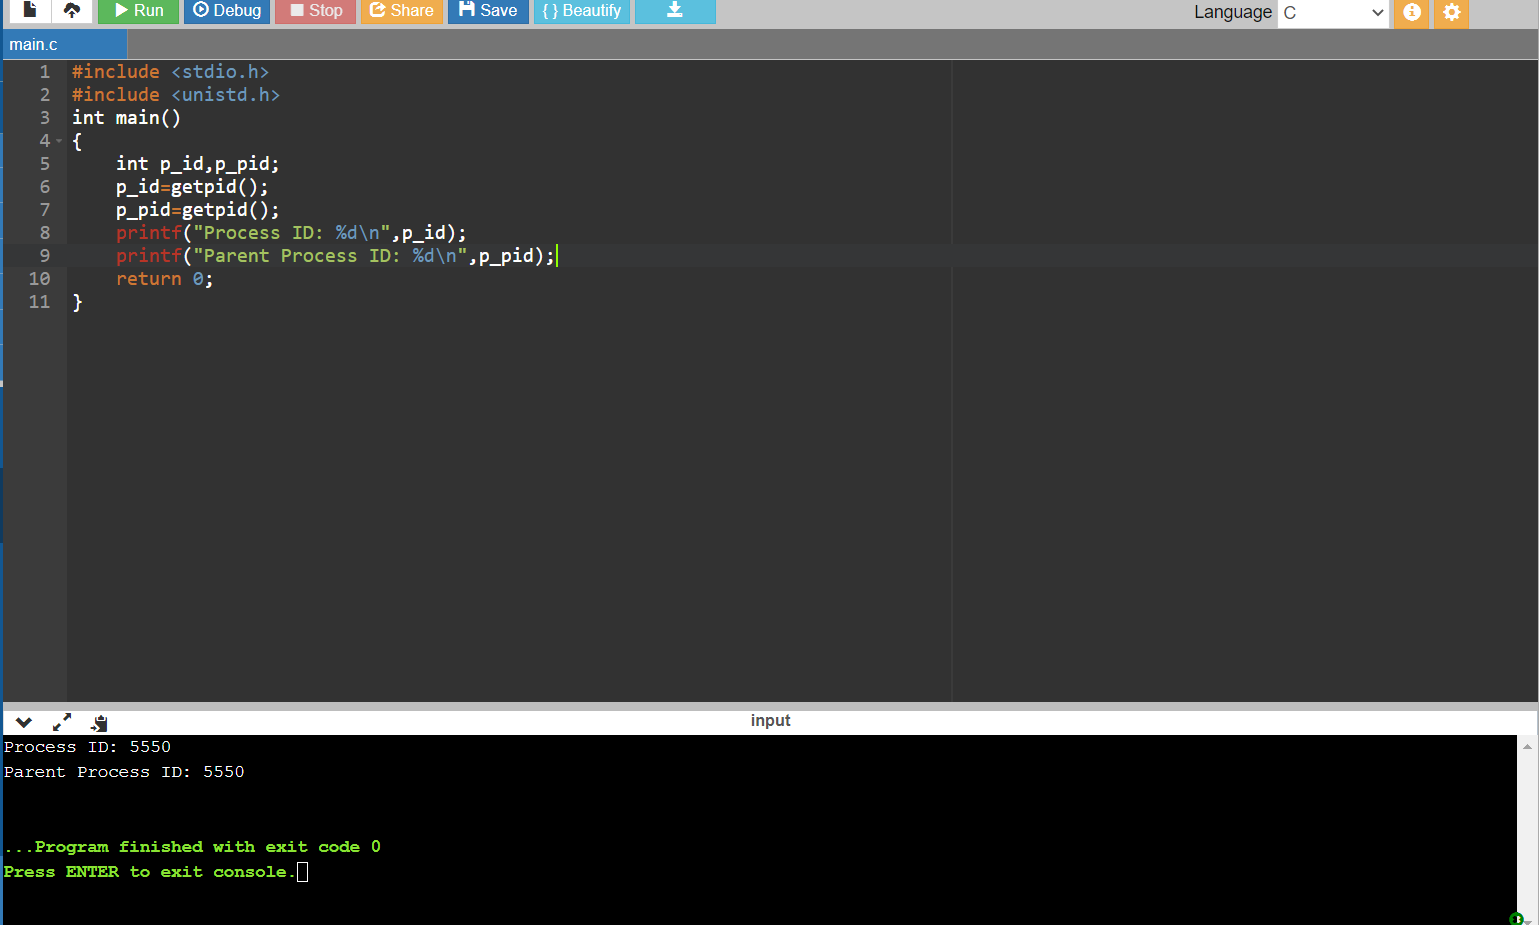 Run Debug Stop Share Save { } Beautify Language C
main.c
1 #include <stdio.h>
2 #include <unistd.h>
3 int main()
4 {
5 int p_id,p_pid;
6 p_id=getpid();
7 p_pid=getpid();
8 printf("Process ID: %d\n",p_id);
9 printf("Parent Process ID: %d\n",p_pid);
10 return 0;
11 }
input
Process ID: 5550
Parent Process ID: 5550
...Program finished with exit code 0
Press ENTER to exit console.